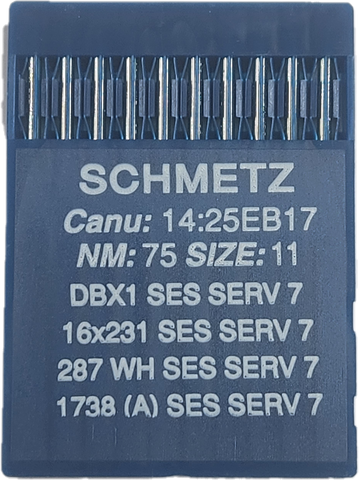 SCHMETZ
Canu: 14:25EB17
NM: 75 SIZE: 11
DBX1 SES SERV 7
16x231 SES SERV 7
287 WH SES SERV 7
1738 (A) SES SERV 7